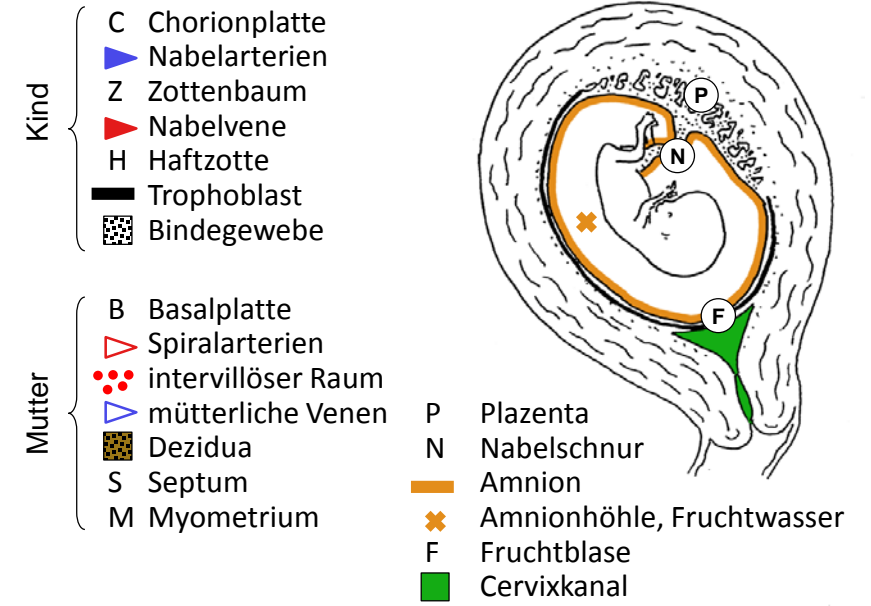 Kind
C Chorionplatte
Nabelarterien
Z Zottenbaum
Nabelvene
H Haftzotte
Trophoblast
Bindegewebe
Mutter
B Basalplatte
Spiralarterien
intervillöser Raum
mütterliche Venen
Dezidua
S Septum
M Myometrium
P Plazenta
N Nabelschnur
Amnion
Amnionhöhle, Fruchtwasser
F Fruchtblase
Cervixkanal
P
N
F